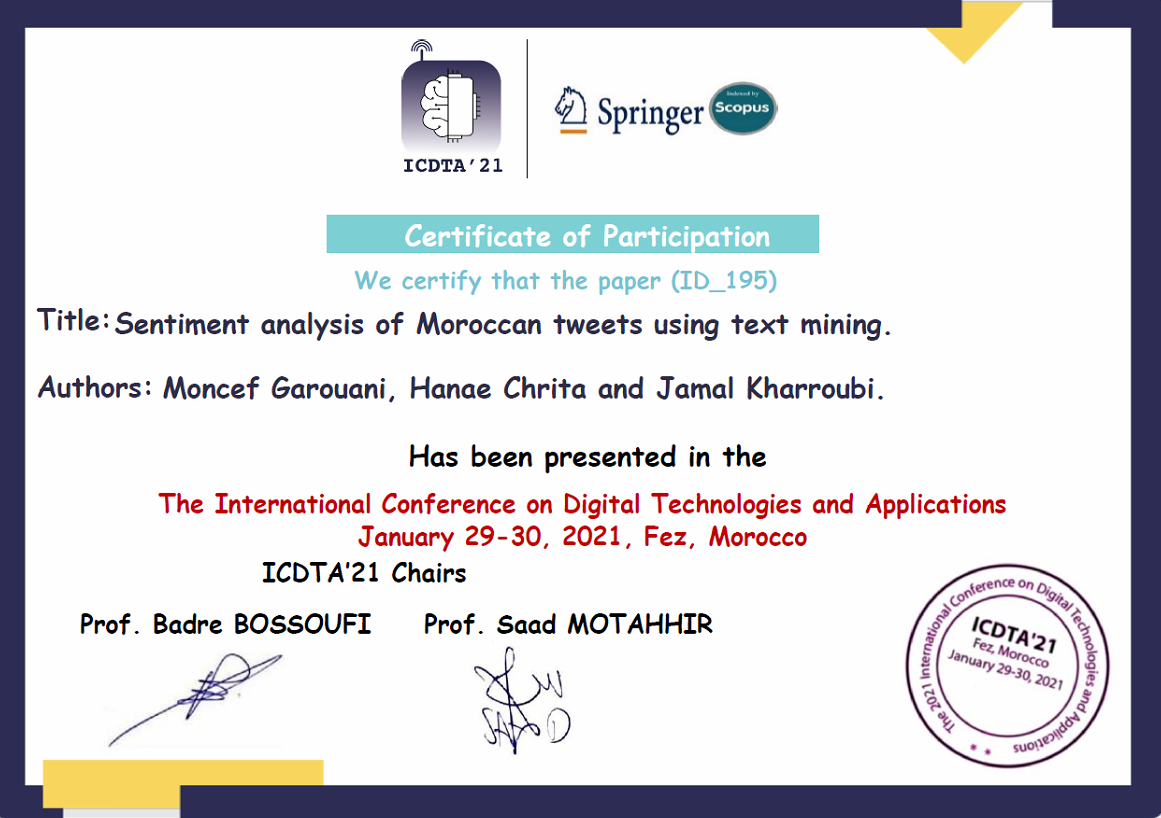 ICDTA'21
Springer
Indexed by
Scopus
Certificate of Participation
We certify that the paper (ID_195)
Title: Sentiment analysis of Moroccan tweets using text mining.
Authors: Moncef Garouani, Hanae Chrita and Jamal Kharroubi.
Has been presented in the
The International Conference on Digital Technologies and Applications
January 29-30, 2021, Fez, Morocco
ICDTA'21 Chairs
Prof. Badre BOSSOUFI Prof. Saad MOTAHHIR
SAAD
The 2021 International Conference on Digital Technologies and Applications * *
ICDTA'21
Fez, Morocco
January 29-30, 2021